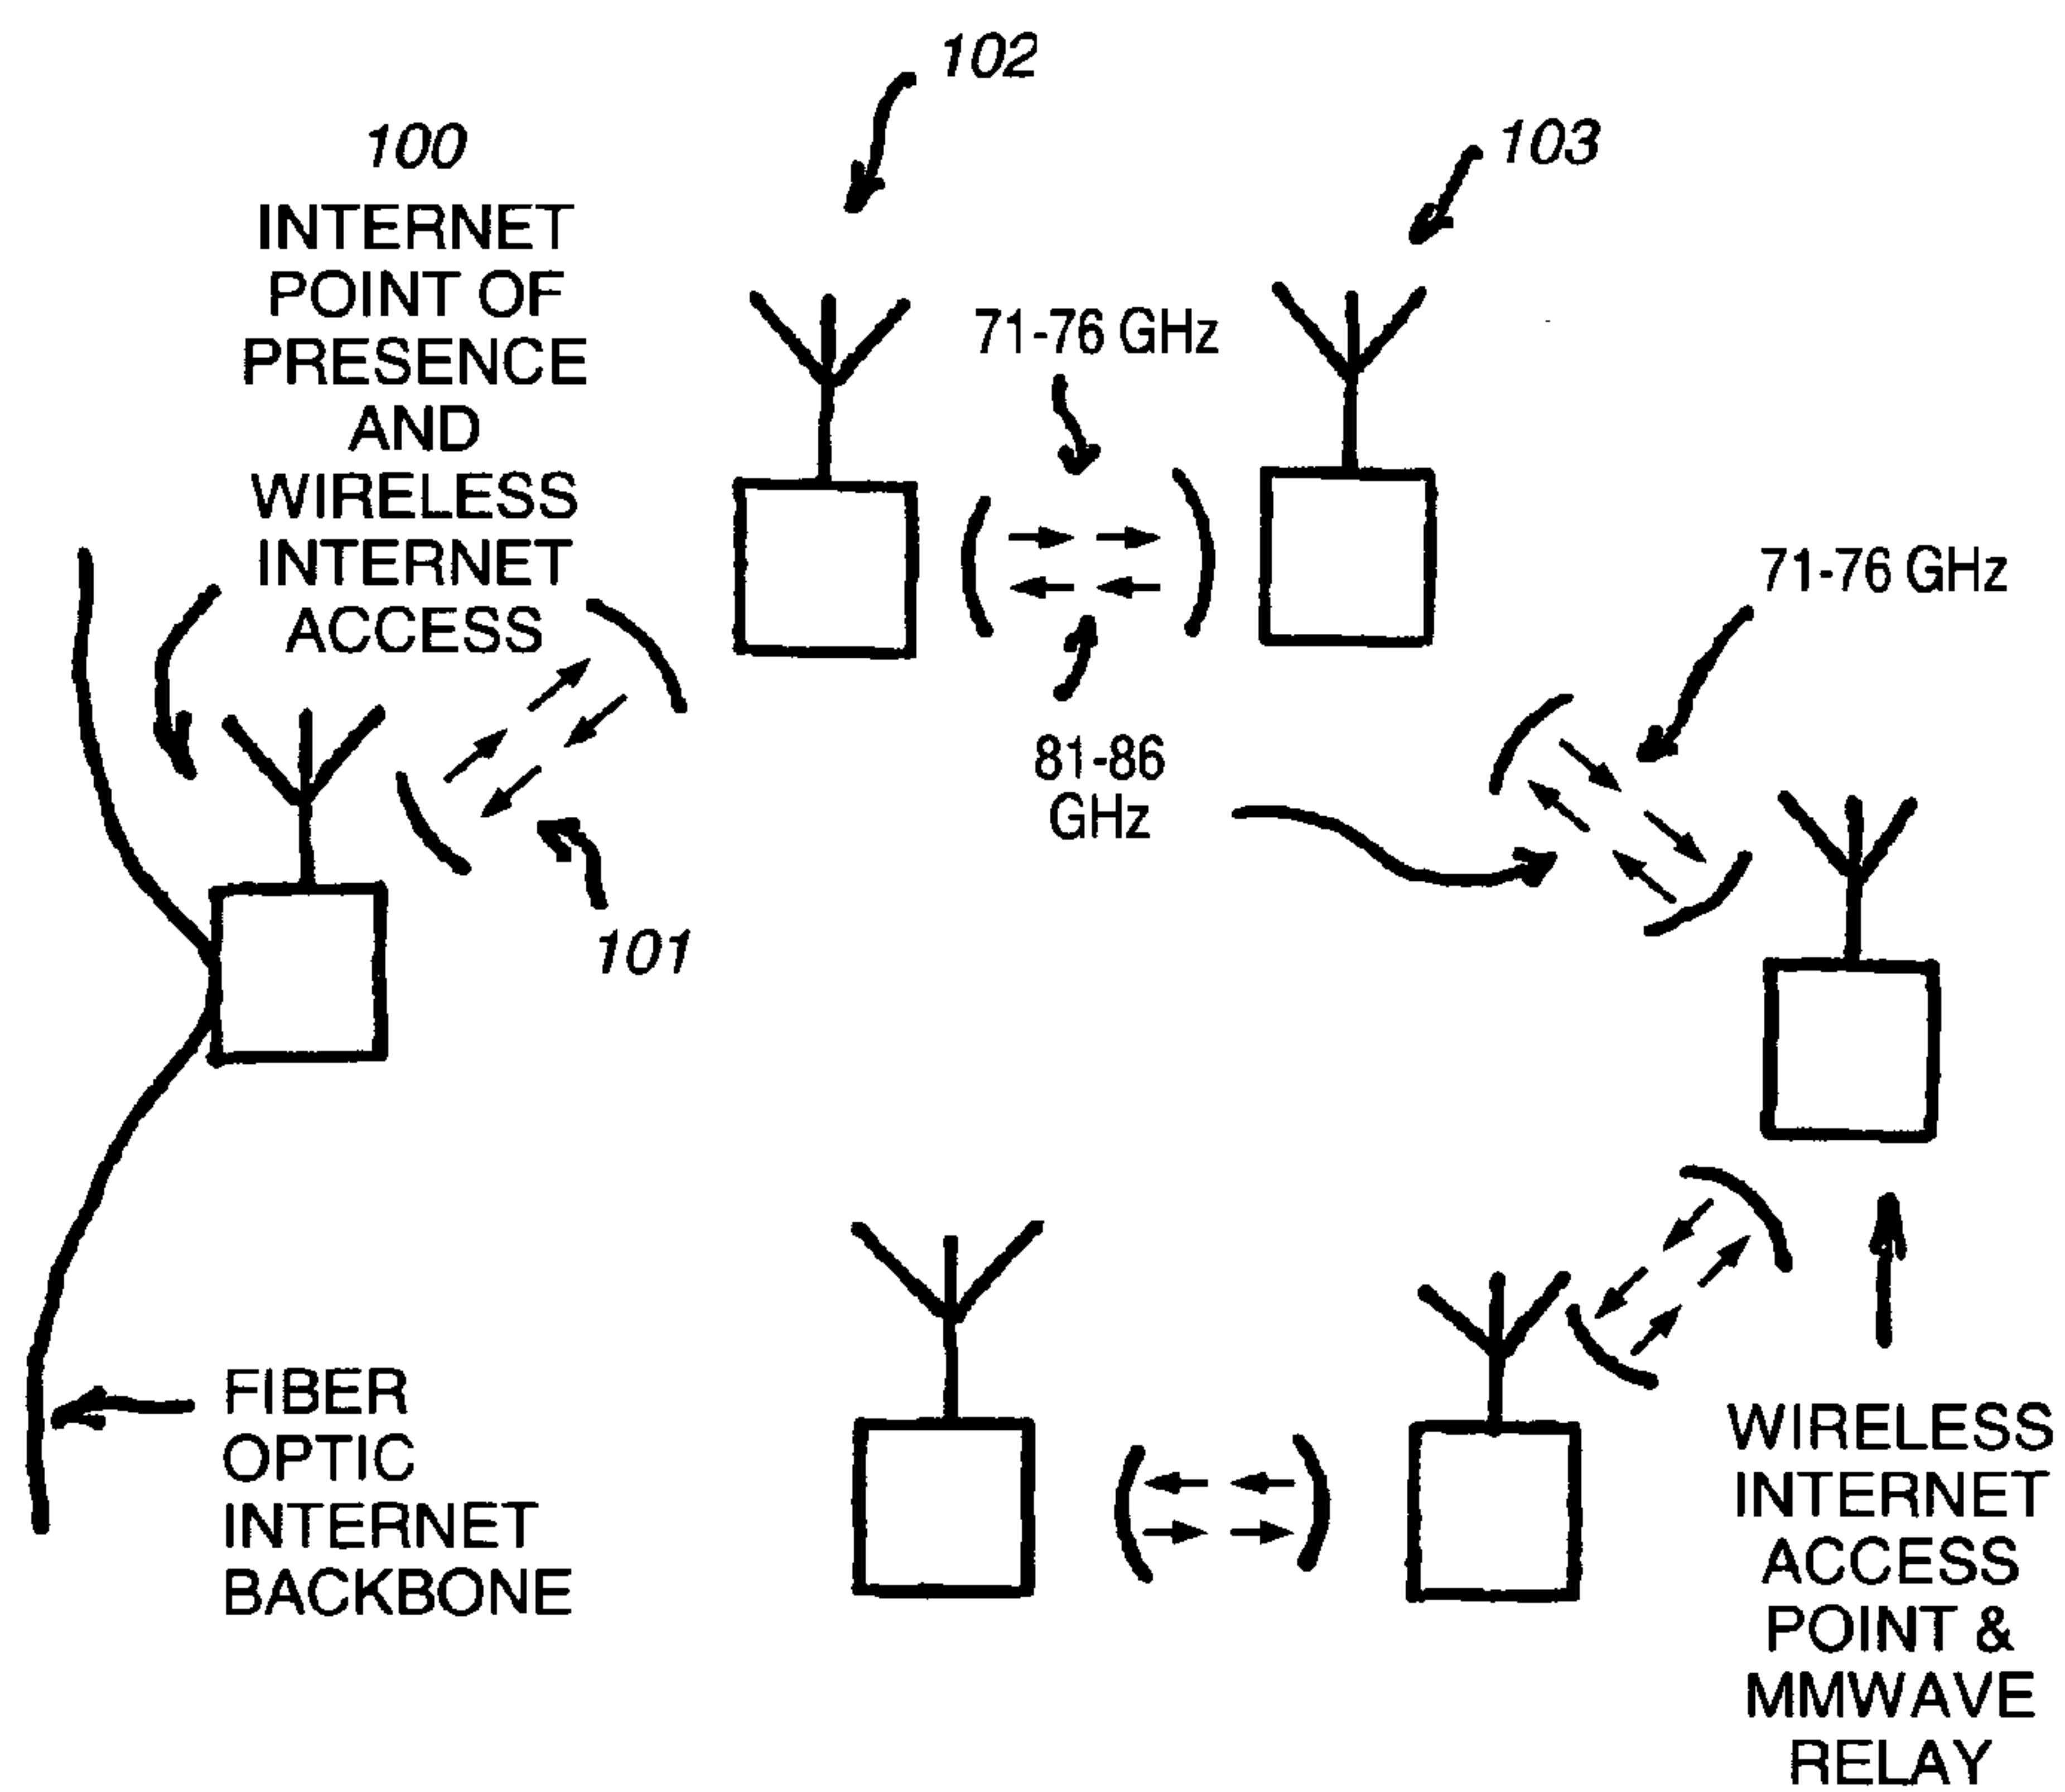 102
103
100
INTERNET
POINT OF
PRESENCE
AND
WIRELESS
INTERNET
ACCESS
71-76 GHz
71-76 GHz
81-86
GHz
101
FIBER
OPTIC
INTERNET
BACKBONE
WIRELESS
INTERNET
ACCESS
POINT &
MMWAVE
RELAY